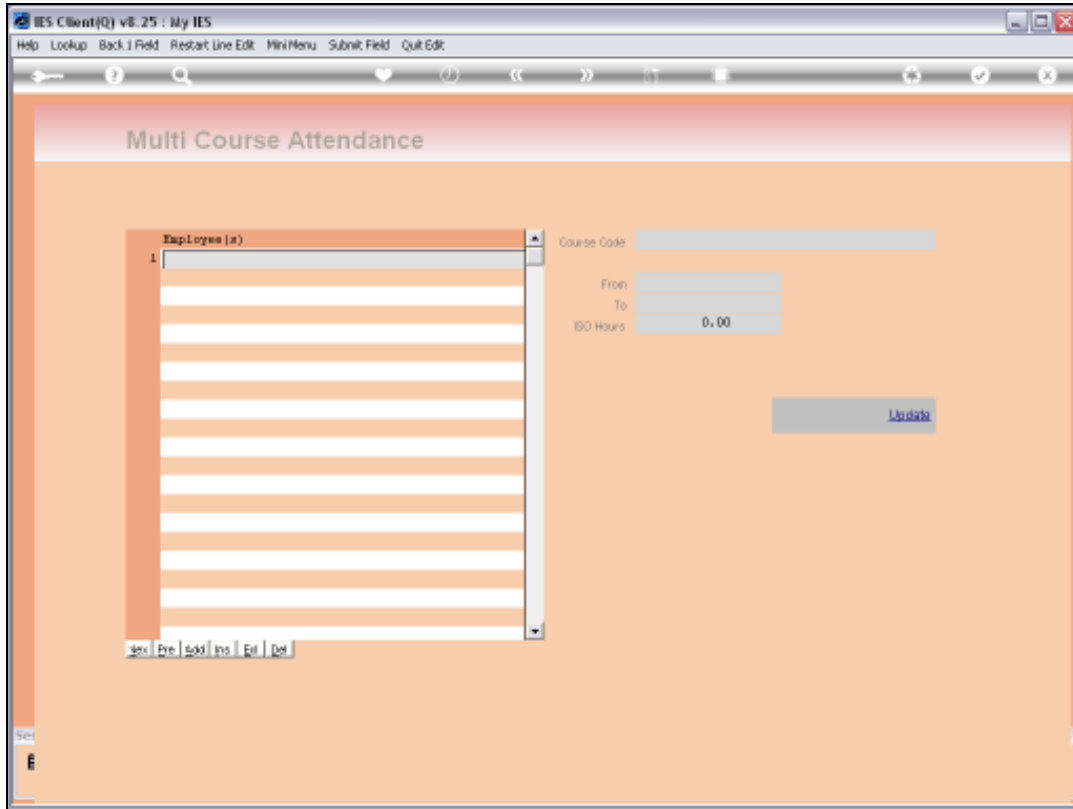 IES Client(Q) v8.25 : My IES
Help Lookup Back 1 Field Restart Line Edit MiniMenu Submit Field Quit Edit
Multi Course Attendance
Employee(s)
1
Course Code
From
To
ISO Hours 0.00
Update
Nex Pre Add Ins Del